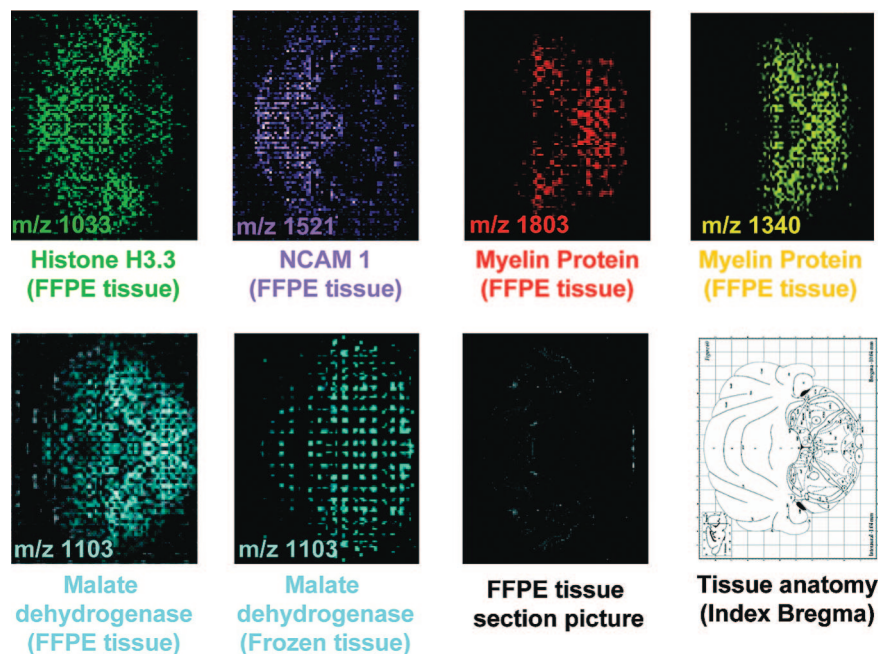 m/z 1033
m/z 1521
m/z 1803
m/z 1340
Histone H3.3
(FFPE tissue)
NCAM 1
(FFPE tissue)
Myelin Protein
(FFPE tissue)
Myelin Protein
(FFPE tissue)
m/z 1103
m/z 1103
Malate
dehydrogenase
(FFPE tissue)
Malate
dehydrogenase
(Frozen tissue)
FFPE tissue
section picture
Tissue anatomy
(Index Bregma)